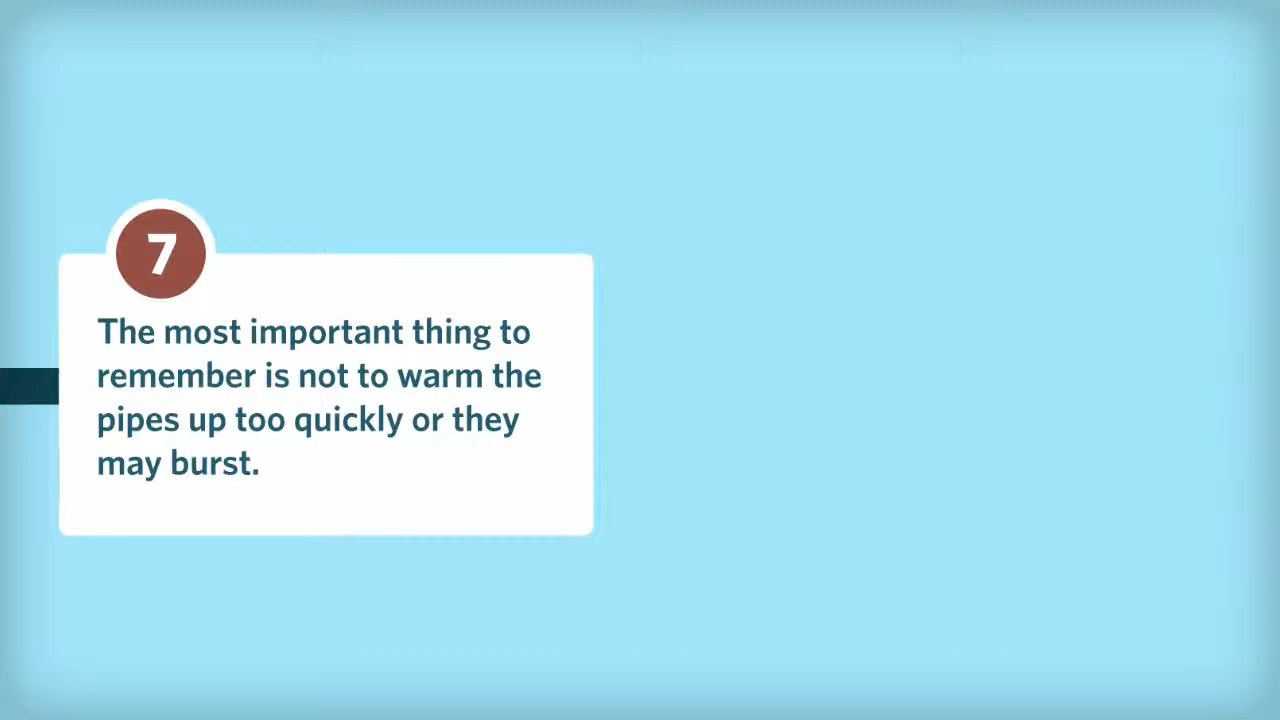 7
The most important thing to
remember is not to warm the
pipes up too quickly or they
may burst.